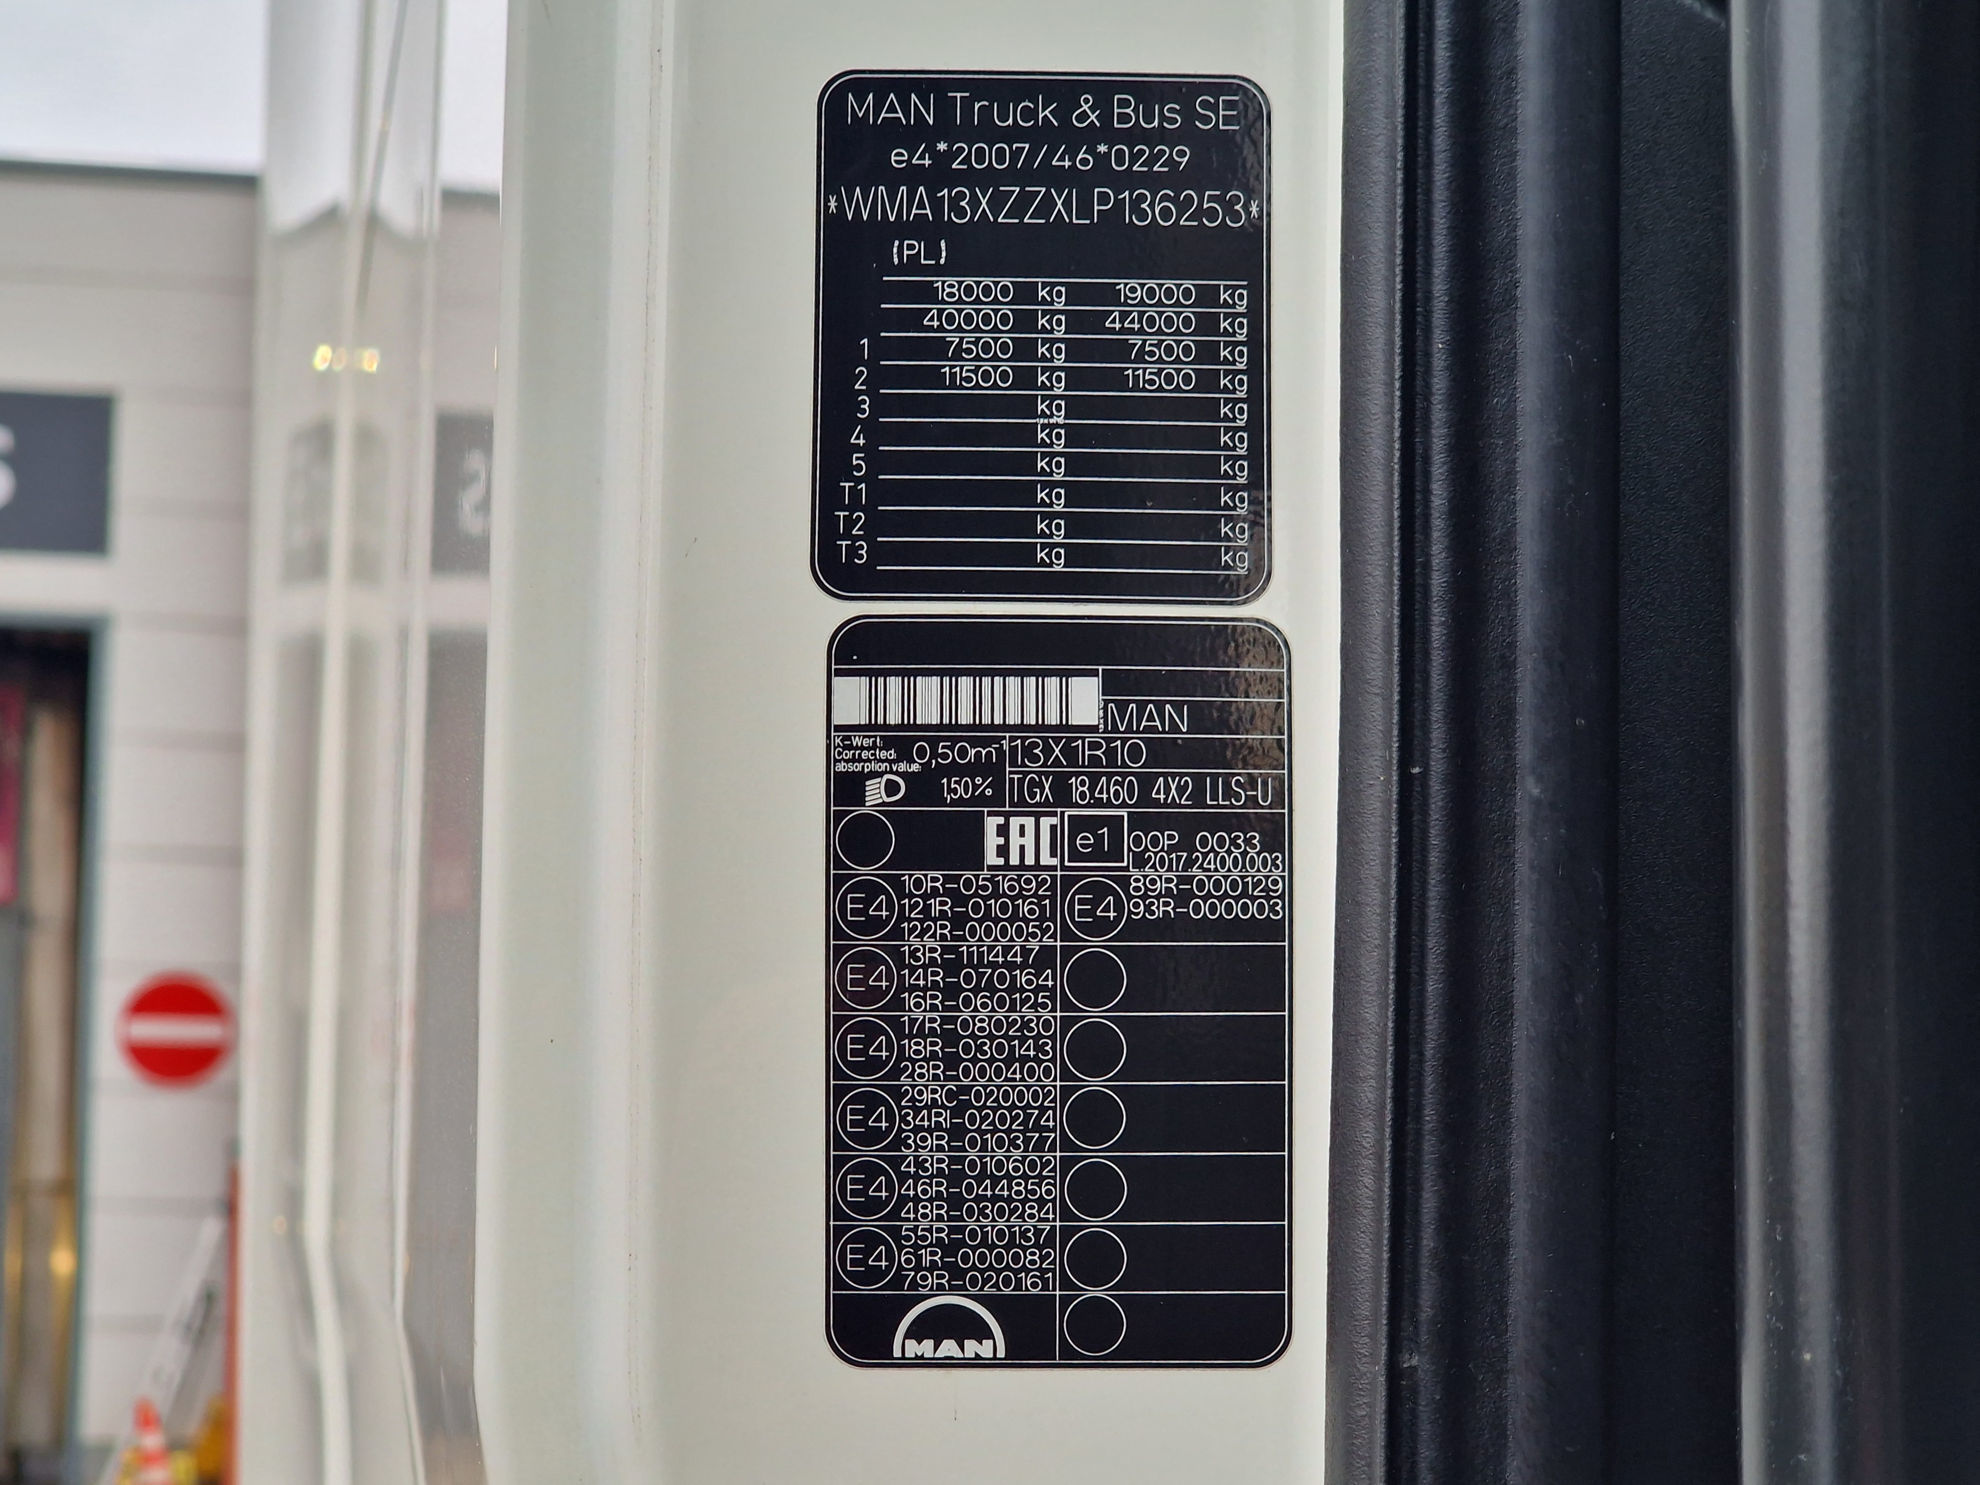 MAN Truck & Bus SE
e4*2007/46*0229
*WMA13XZZXLP136253*
(PL)
18000 kg 19000 kg
40000 kg 44000 kg
1 7500 kg 7500 kg
2 11500 kg 11500 kg
3 kg kg
4 kg kg
5 kg kg
T1 kg kg
T2 kg kg
T3 kg kg
MAN
K-Wert:
Corrected:
absorption value:
0,50m⁻¹
13X1R10
1,50%
TGX 18.460 4X2 LLS-U
EAC
e1
00P 0033
L.2017.2400.003
E4
10R-051692
121R-010161
122R-000052
E4
89R-000129
93R-000003
E4
13R-111447
14R-070164
16R-060125
E4
17R-080230
18R-030143
28R-000400
E4
29RC-020002
34RI-020274
39R-010377
E4
43R-010602
46R-044856
48R-030284
E4
55R-010137
61R-000082
79R-020161
MAN